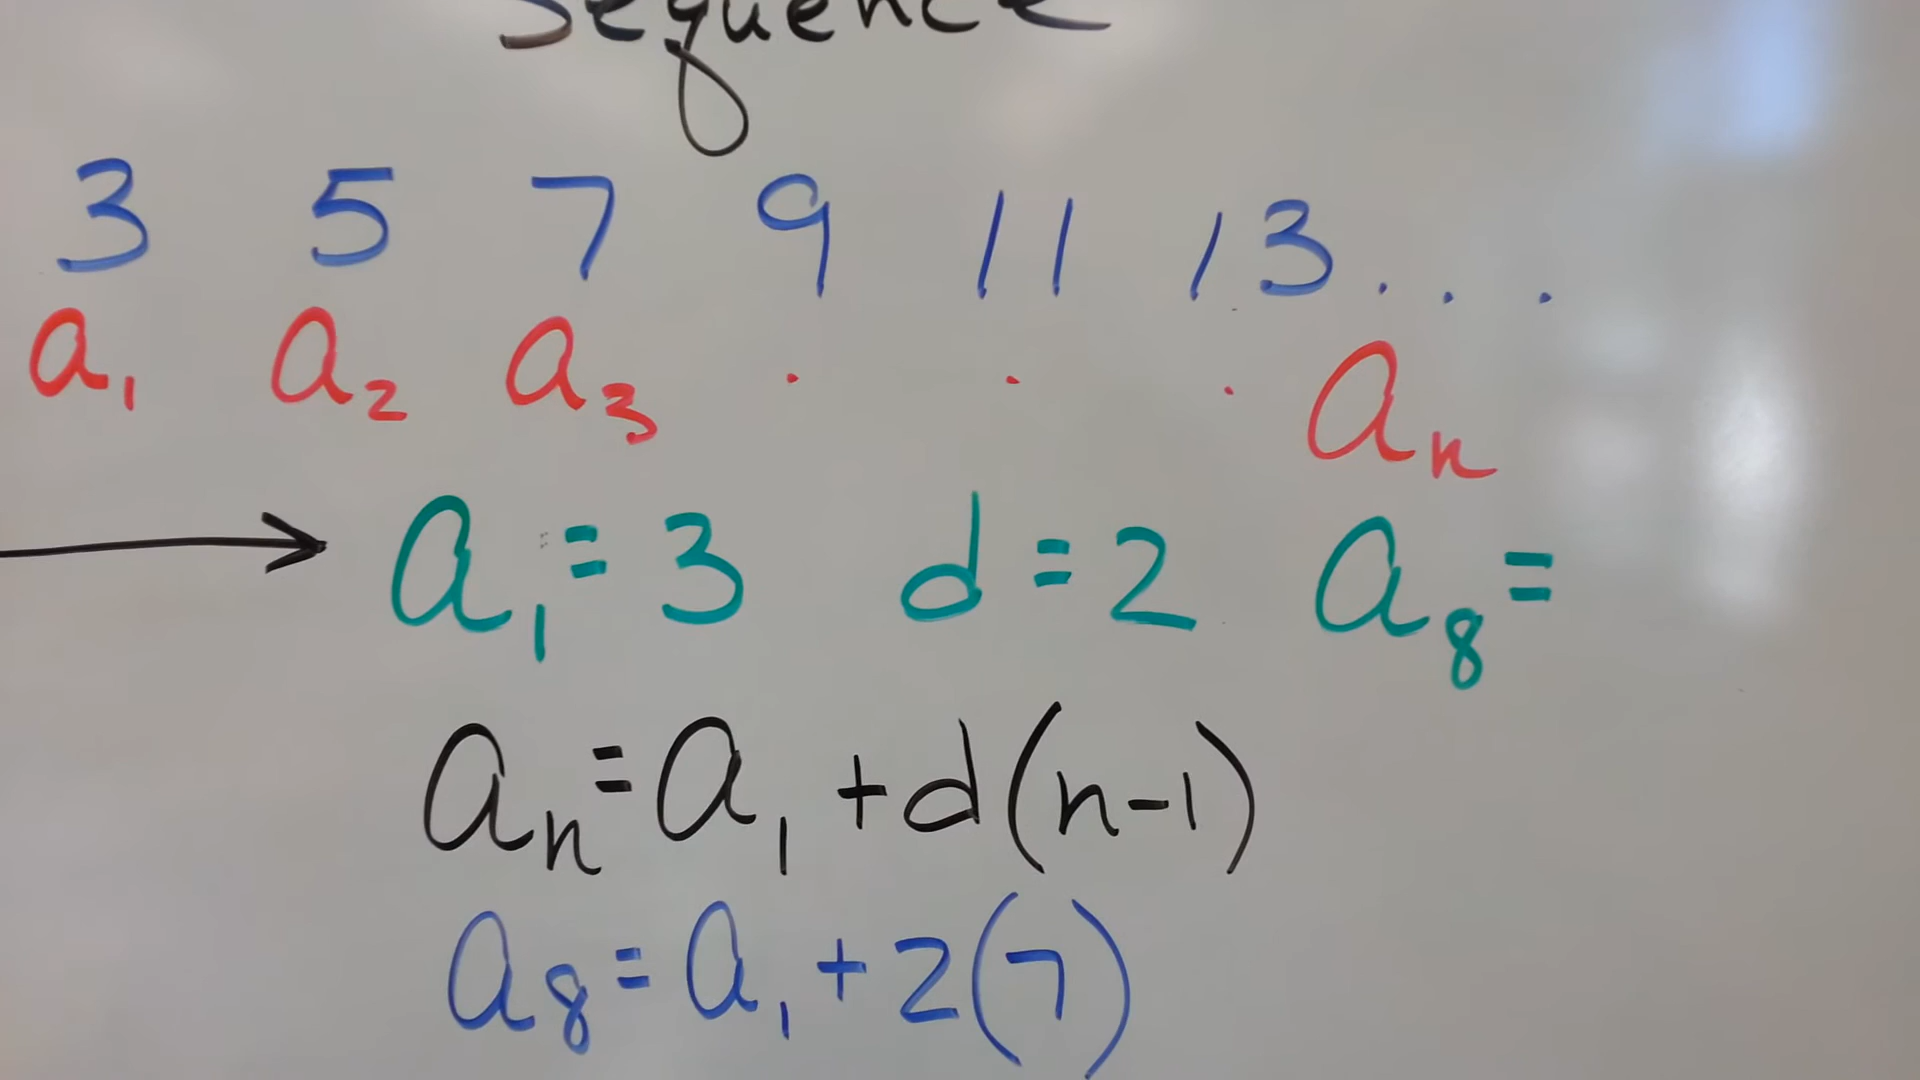 Sequence
3 5 7 9 11 13...
a₁ a₂ a₃ . . . aₙ
→ a₁ = 3 d = 2 a₈ =
aₙ = a₁ + d(n-1)
a₈ = a₁ + 2(7)